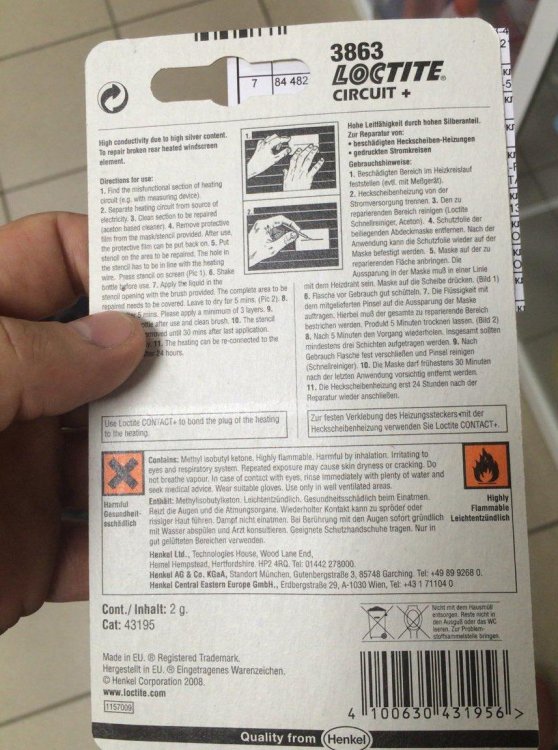 3863
LOCTITE®
CIRCUIT +
7 84 482
High conductivity due to high silver content.
To repair broken rear heated windscreen
element.
Directions for use:
1. Find the misfunctional section of heating
circuit (e.g. with measuring device).
2. Separate heating circuit from source of
electricity. 3. Clean section to be repaired
(aceton based cleaner). 4. Remove protective
film from the mask/stencil provided. After use,
the protective film can be put back on. 5. Put
stencil on the area to be repaired. The hole in
the stencil has to be in line with the heating
wire. Press stencil on screen (Pic 1). 6. Shake
bottle before use. 7. Apply the liquid in the
stencil opening with the brush provided. The complete area to be
repaired needs to be covered. Leave to dry for 5 mins. (Pic 2). 8.
5 mins. Please apply a minimum of 3 layers. 9.
after use and clean brush. 10. The stencil
until 30 mins after last application.
11. The heating can be re-connected to the
24 hours.
1.
2.
Hohe Leitfähigkeit durch hohen Silberanteil.
Zur Reparatur von:
• beschädigten Heckscheiben-Heizungen
• gedruckten Stromkreisen
Gebrauchshinweise:
1. Beschädigten Bereich im Heizkreislauf
feststellen (evtl. mit Meßgerät).
2. Heckscheibenheizung von der
Stromversorgung trennen. 3. Den zu
reparierenden Bereich reinigen (Loctite
Schnellreiniger, Aceton). 4. Schutzfolie der
beiliegenden Abdeckmaske entfernen. Nach der
Anwendung kann die Schutzfolie wieder auf der
Maske befestigt werden. 5. Maske auf der zu
reparierenden Fläche anbringen. Die
Aussparung in der Maske muß in einer Linie
mit dem Heizdraht sein. Maske auf die Scheibe drücken. (Bild 1)
6. Flasche vor Gebrauch gut schütteln. 7. Die Flüssigkeit mit
dem mitgelieferten Pinsel auf die Aussparung der Maske
auftragen. Hierbei muß der gesamte zu reparierende Bereich
bestrichen werden. Produkt 5 Minuten trocknen lassen. (Bild 2)
8. Nach 5 Minuten den Vorgang wiederholen. Insgesamt sollten
mindestens drei Schichten aufgetragen werden. 9. Nach
Gebrauch Flasche fest verschließen und Pinsel reinigen
(Schnellreiniger). 10. Die Maske darf frühestens 30 Minuten
nach der letzten Anwendung vorsichtig entfernt werden.
11. Die Heckscheibenheizung erst 24 Stunden nach der
Reparatur wieder anschließen.
Use Loctite CONTACT+ to bond the plug of the heating
to the heating.
Zur festen Verklebung des Heizungssteckers mit der
Heckscheibenheizung verwenden Sie Loctite CONTACT+.
Harmful
Gesundheit-
sschädlich
Contains: Methyl isobutyl ketone. Highly flammable. Harmful by inhalation. Irritating to
eyes and respiratory system. Repeated exposure may cause skin dryness or cracking. Do
not breathe vapour. In case of contact with eyes, rinse immediately with plenty of water and
seek medical advice. Wear suitable gloves. Use only in well ventilated areas.
Enthält: Methylisobutylketon. Leichtentzündlich. Gesundheitsschädlich beim Einatmen.
Reizt die Augen und die Atmungsorgane. Wiederholter Kontakt kann zu spröder oder
rissiger Haut führen. Dampf nicht einatmen. Bei Berührung mit den Augen sofort gründlich
mit Wasser abspülen und Arzt konsultieren. Geeignete Schutzhandschuhe tragen. Nur in
gut gelüfteten Bereichen verwenden.
Highly
Flammable
Leichtentzündlich
Henkel Ltd., Technologies House, Wood Lane End,
Hemel Hempstead, Hertfordshire. HP2 4RQ. Tel: 01442 278000.
Henkel AG & Co. KGaA, Standort München, Gutenbergstraße 3, 85748 Garching. Tel: +49 89 9268 0.
Henkel Central Eastern Europe GmbH., Erdbergstraße 29, A-1030 Wien, Tel: +43 1 71104 0
Cont./ Inhalt: 2 g.
Cat: 43195
Nicht mit dem Hausmüll
entsorgen. Reste nicht in
den Ausguß oder das WC
leeren. Zur Problem-
stoffsammelstelle bringen.
Made in EU. ® Registered Trademark.
Hergestellt in EU. ® Eingetragenes Warenzeichen.
© Henkel Corporation 2008.
www.loctite.com
1157009
4 100630 431956 >
Quality from Henkel